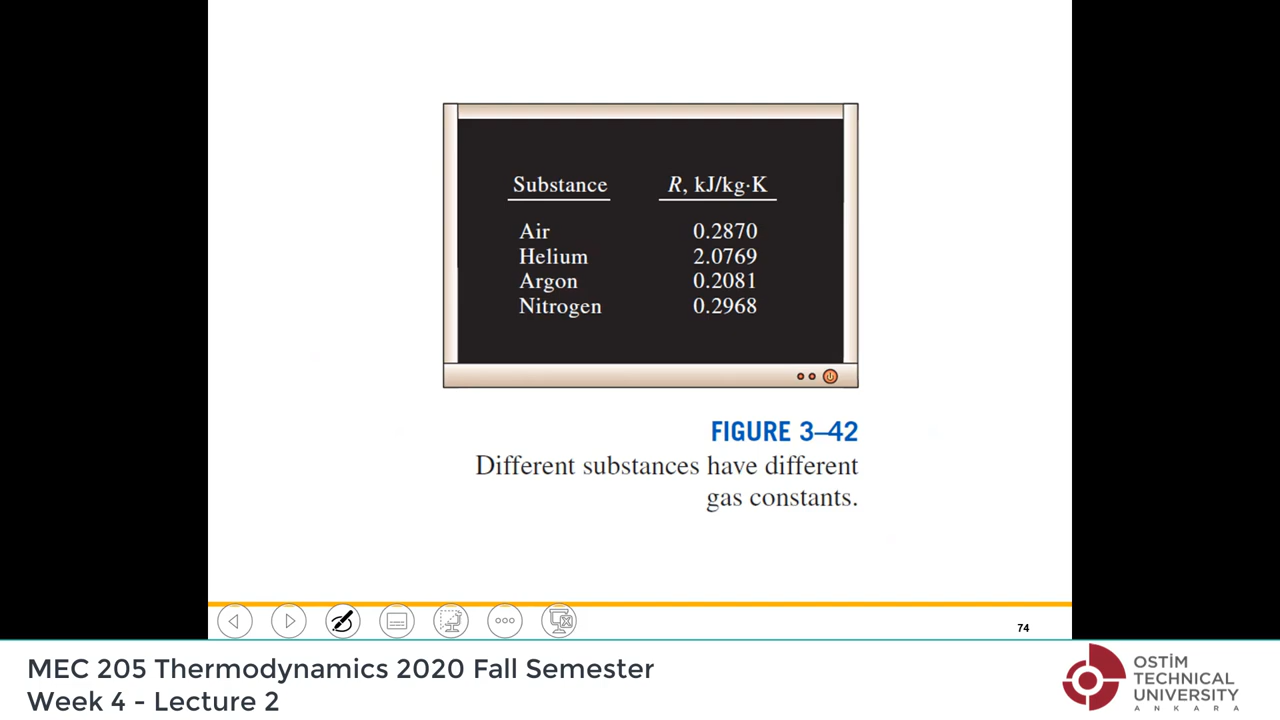 Substance R, kJ/kg·K
Air 0.2870
Helium 2.0769
Argon 0.2081
Nitrogen 0.2968
FIGURE 3–42
Different substances have different
gas constants.
74
MEC 205 Thermodynamics 2020 Fall Semester
Week 4 - Lecture 2
OSTİM
TECHNICAL
UNIVERSITY
ANKARA